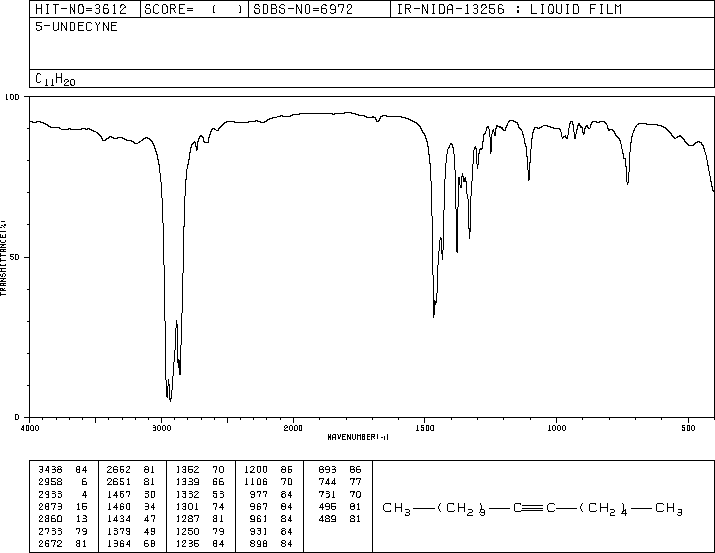 HIT-NO=3612 SCORE= ( ) SDBS-NO=6972 IR-NIDA-13256 : LIQUID FILM
5-UNDECYNE
C11H20
100
50
0
TRANSMITTANCE(%)
4000 3000 2000 1500 1000 500
WAVENUMBER(-1)
3438 84 2662 81 1362 70 1200 86 893 86
2958 6 2651 81 1339 66 1106 70 744 77
2933 4 1467 30 1332 53 977 84 731 70
2873 15 1460 34 1301 74 967 84 495 81
2860 13 1434 47 1287 81 961 84 489 81
2733 79 1379 49 1250 79 931 84
2672 81 1364 68 1235 84 898 84
CH3—(CH2)3—C≡C—(CH2)4—CH3